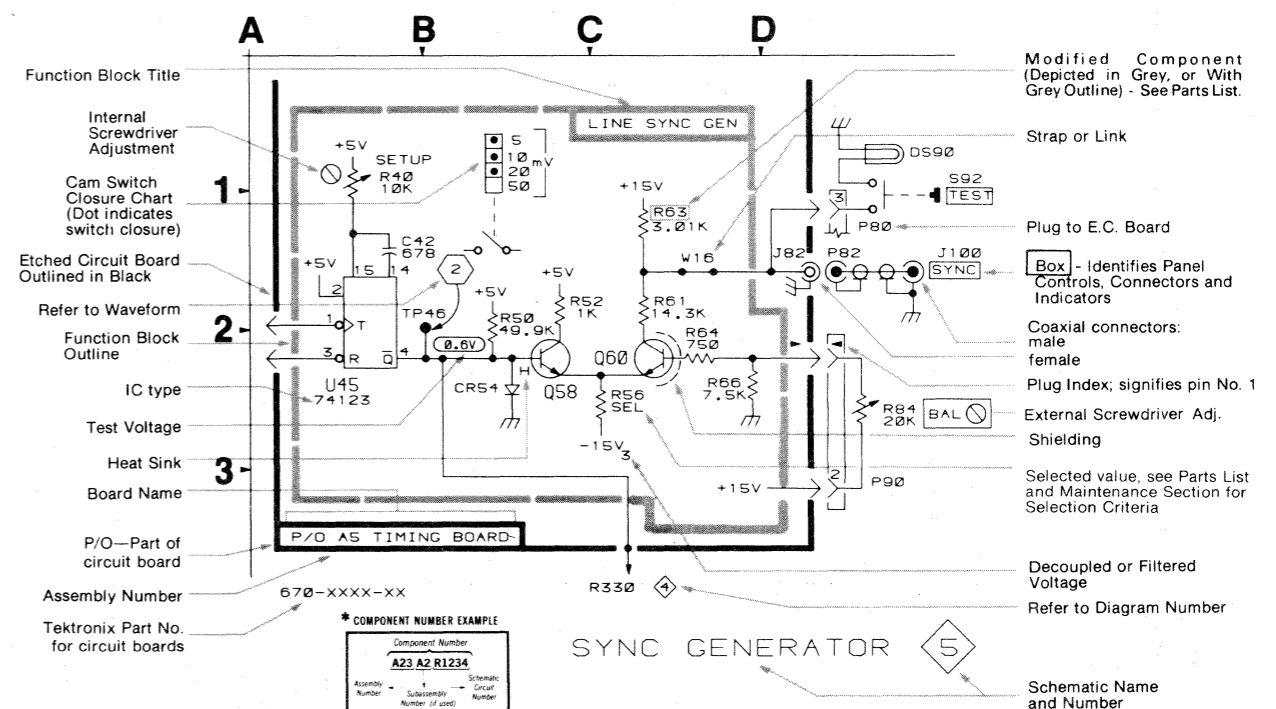 A B C D
Function Block Title
Internal
Screwdriver
Adjustment
Cam Switch
Closure Chart
(Dot indicates
switch closure)
Etched Circuit Board
Outlined in Black
Refer to Waveform
Function Block
Outline
IC type
Test Voltage
Heat Sink
Board Name
P/O—Part of
circuit board
Assembly Number
Tektronix Part No.
for circuit boards
1
2
3
LINE SYNC GEN
+5V
SETUP
R40
10K
5
10
20
50
mV
C42
678
+5V
15 14
2
1
T
3
R
Q
4
U45
74123
2
TP46
0.6V
+5V
R50
49.9K
CR54
H
+5V
R52
1K
Q58
Q60
+15V
R63
3.01K
W16
R61
14.3K
R64
750
R66
7.5K
R56
SEL
-15V
3
+15V
P/O A5 TIMING BOARD
670-XXXX-XX
R330
4
DS90
S92
TEST
3
P80
J82
P82
J100
SYNC
R84
20K
BAL
2
P90
Modified Component
(Depicted in Grey, or With
Grey Outline) - See Parts List.
Strap or Link
Plug to E.C. Board
Box - Identifies Panel
Controls, Connectors and
Indicators
Coaxial connectors:
male
female
Plug Index; signifies pin No. 1
External Screwdriver Adj.
Shielding
Selected value, see Parts List
and Maintenance Section for
Selection Criteria
Decoupled or Filtered
Voltage
Refer to Diagram Number
Schematic Name
and Number
* COMPONENT NUMBER EXAMPLE
Component Number
A23 A2 R1234
Assembly
Number
Subassembly
Number (if used)
Schematic
Circuit
Number
SYNC GENERATOR
5